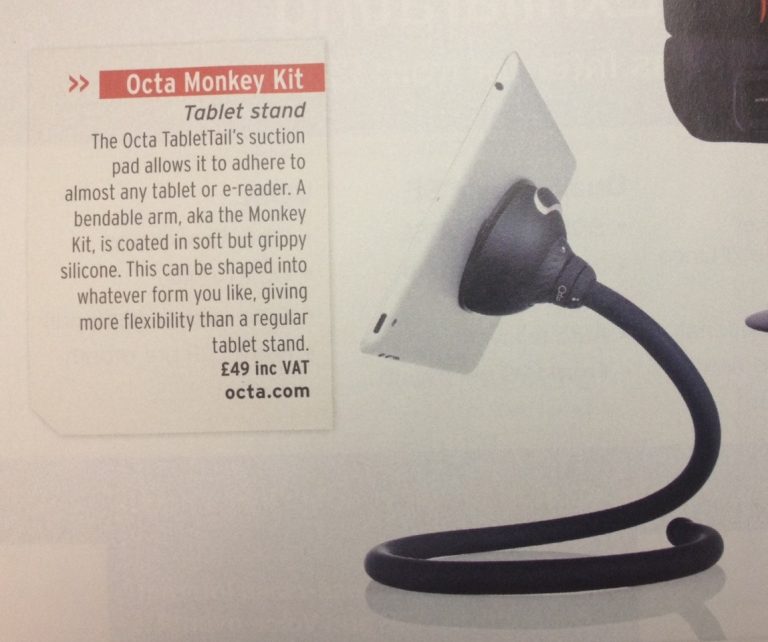 >> Octa Monkey Kit
Tablet stand
The Octa TabletTail's suction
pad allows it to adhere to
almost any tablet or e-reader. A
bendable arm, aka the Monkey
Kit, is coated in soft but grippy
silicone. This can be shaped into
whatever form you like, giving
more flexibility than a regular
tablet stand.
£49 inc VAT
octa.com
Octa